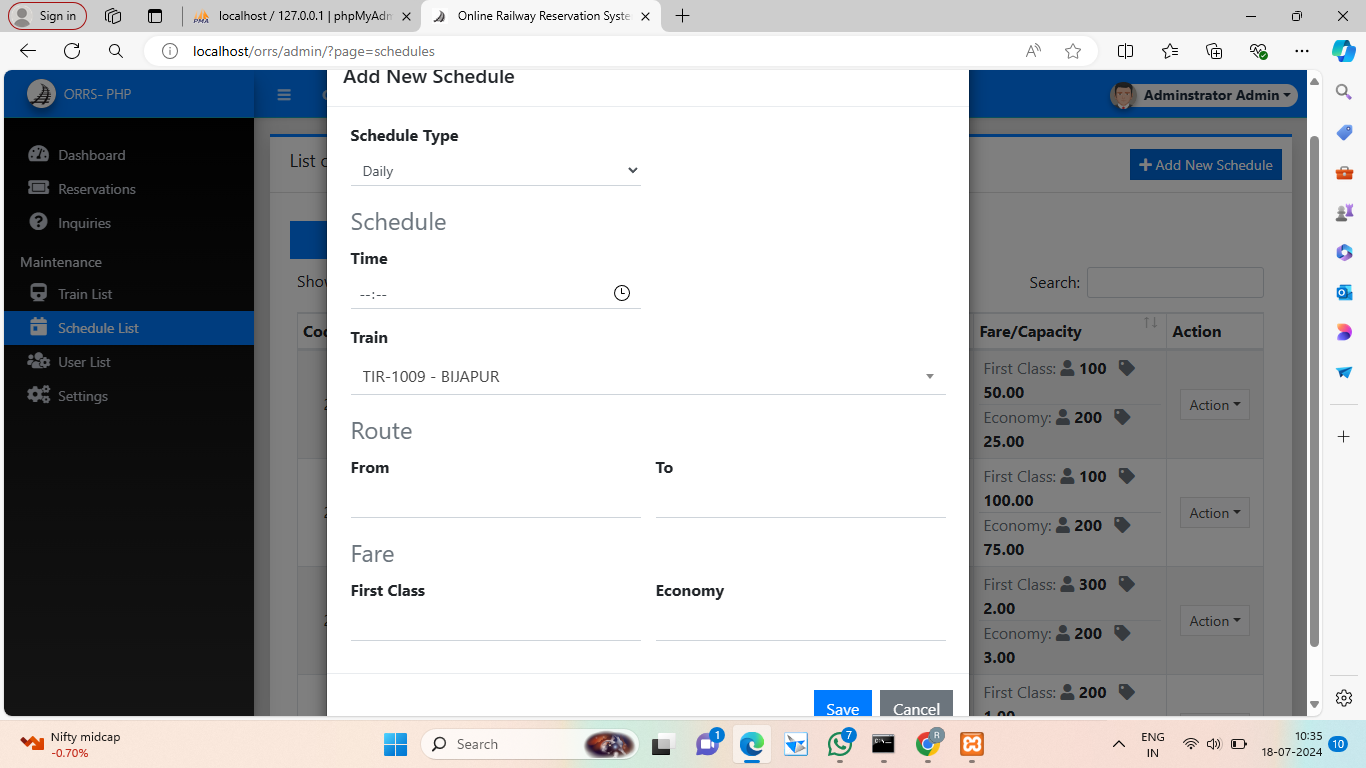 Sign in
localhost / 127.0.0.1 | phpMyAdm
Online Railway Reservation Syste
localhost/orrs/admin/?page=schedules
ORRS- PHP
Adminstrator Admin
Dashboard
Reservations
Inquiries
Maintenance
Train List
Schedule List
User List
Settings
List
Add New Schedule
Search:
Fare/Capacity Action
First Class: 100
50.00
Economy: 200
25.00
Action
First Class: 100
100.00
Economy: 200
75.00
Action
First Class: 300
2.00
Economy: 200
3.00
Action
First Class: 200
1.00
Add New Schedule
Schedule Type
Daily
Schedule
Time
--:--
Train
TIR-1009 - BIJAPUR
Route
From To
Fare
First Class Economy
Save Cancel
Nifty midcap
-0.70%
Search
1
7
R
ENG
IN
10:35
18-07-2024
10